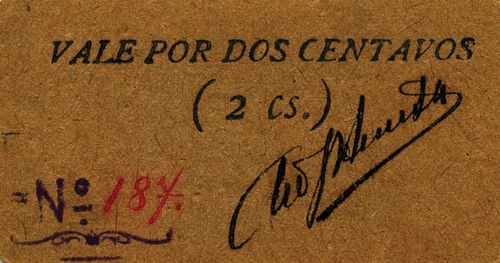 VALE POR DOS CENTAVOS
(2 CS.)
Nº 187.